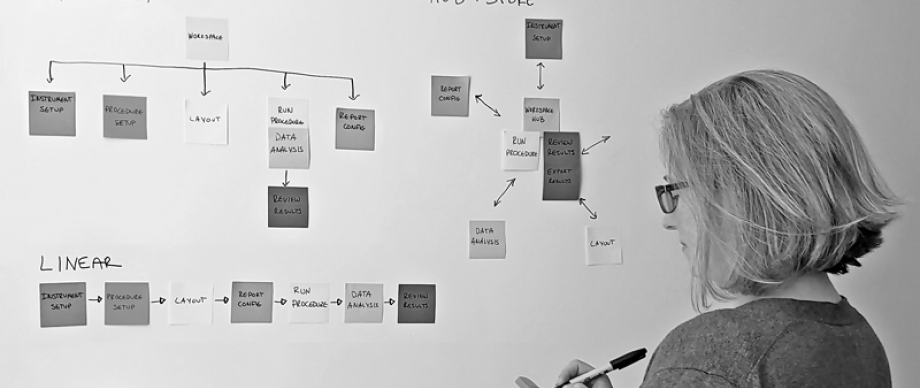 WORKSPACE
INSTRUMENT
SETUP
PROCEDURE
SETUP
LAYOUT
RUN
PROCEDURE
DATA
ANALYSIS
REPORT
CONFIG
REVIEW
RESULTS
INSTRUMENT
SETUP
REPORT
CONFIG
WORKSPACE
HUB
RUN
PROCEDURE
REVIEW
RESULTS
EXPORT
RESULTS
DATA
ANALYSIS
LAYOUT
LINEAR
INSTRUMENT
SETUP
PROCEDURE
SETUP
LAYOUT
REPORT
CONFIG
RUN
PROCEDURE
DATA
ANALYSIS
REVIEW
RESULTS